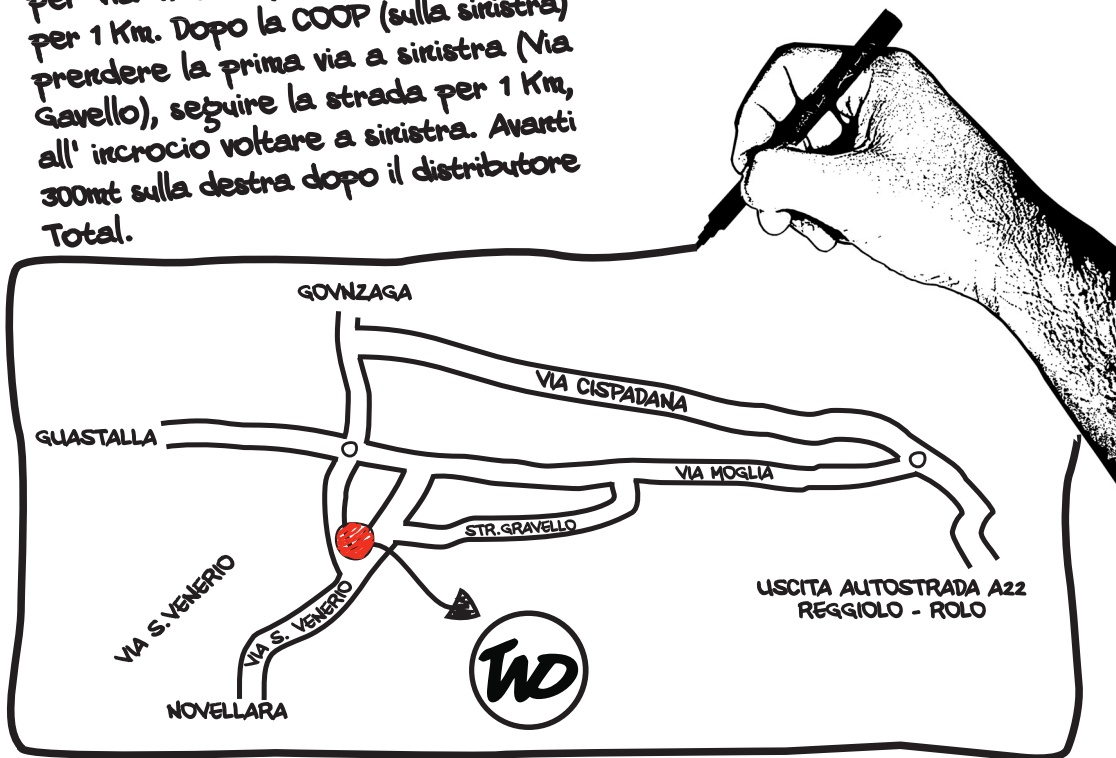 per 1 Km. Dopo la COOP (sulla sinistra)
prendere la prima via a sinistra (Via
Gavello), seguire la strada per 1 Km,
all' incrocio voltare a sinistra. Avanti
300mt sulla destra dopo il distributore
Total.
GOVNZAGA
VIA CISPADANA
GUASTALLA
VIA MOGLIA
STR.GRAVELLO
VIA S.VENERIO
VIA S. VENERIO
USCITA AUTOSTRADA A22
REGGIOLO - ROLO
TWO
NOVELLARA